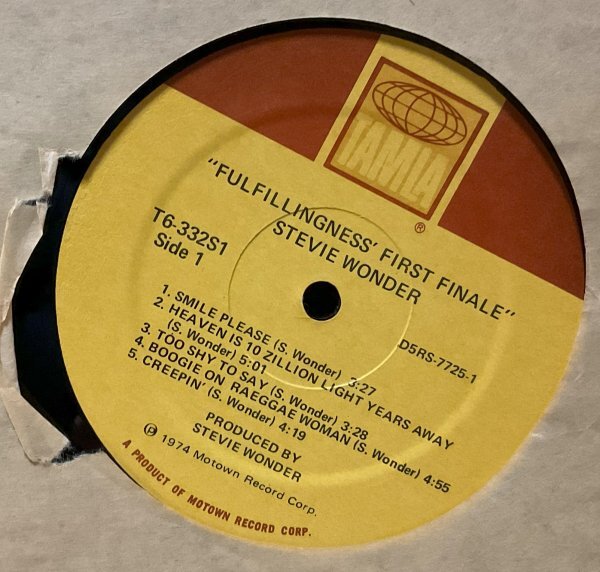 TAMLA
®
"FULFILLINGNESS' FIRST FINALE"
STEVIE WONDER
T6-332S1
Side 1
D5RS-7725-1
1. SMILE PLEASE (S. Wonder) 3:27
2. HEAVEN IS 10 ZILLION LIGHT YEARS AWAY
(S. Wonder) 5:01
3. TOO SHY TO SAY (S. Wonder) 3:28
4. BOOGIE ON RAEGGAE WOMAN (S. Wonder) 4:55
5. CREEPIN' (S. Wonder) 4:19
PRODUCED BY
STEVIE WONDER
℗ 1974 Motown Record Corp.
A PRODUCT OF MOTOWN RECORD CORP.